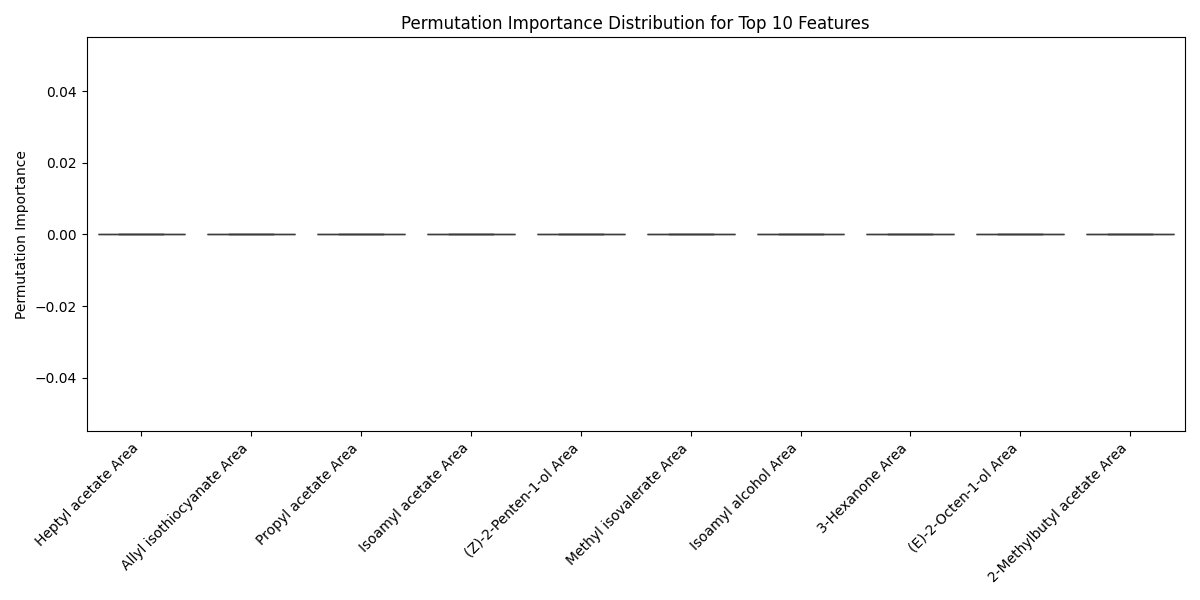 Permutation Importance Distribution for Top 10 Features
Permutation Importance
0.04
0.02
0.00
−0.02
−0.04
Heptyl acetate Area
Allyl isothiocyanate Area
Propyl acetate Area
Isoamyl acetate Area
(Z)-2-Penten-1-ol Area
Methyl isovalerate Area
Isoamyl alcohol Area
3-Hexanone Area
(E)-2-Octen-1-ol Area
2-Methylbutyl acetate Area